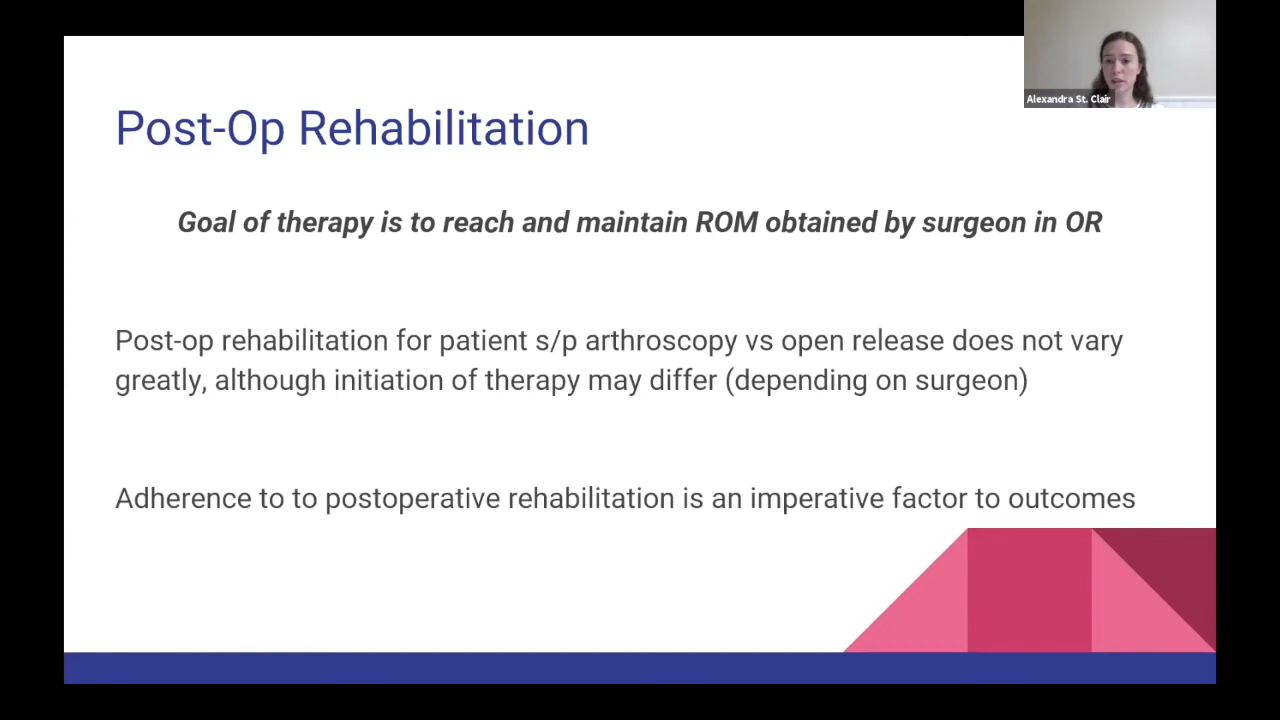 Alexandra St. Clair
Post-Op Rehabilitation
Goal of therapy is to reach and maintain ROM obtained by surgeon in OR
Post-op rehabilitation for patient s/p arthroscopy vs open release does not vary
greatly, although initiation of therapy may differ (depending on surgeon)
Adherence to to postoperative rehabilitation is an imperative factor to outcomes